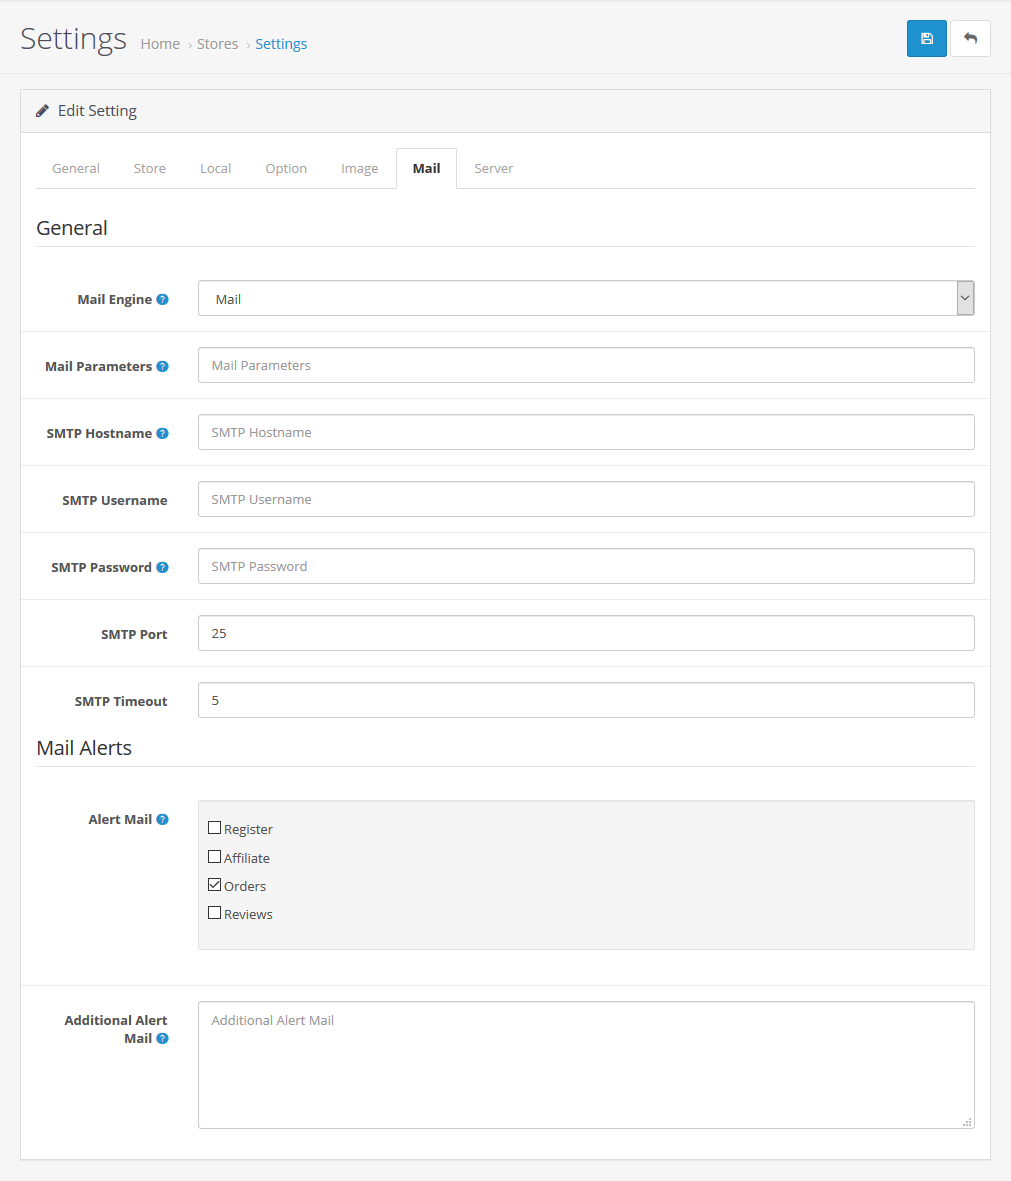 Settings Home › Stores › Settings
Edit Setting
General Store Local Option Image Mail Server
General
Mail Engine ? Mail
Mail Parameters ? Mail Parameters
SMTP Hostname ? SMTP Hostname
SMTP Username SMTP Username
SMTP Password ? SMTP Password
SMTP Port 25
SMTP Timeout 5
Mail Alerts
Alert Mail ?
Register
Affiliate
Orders
Reviews
Additional Alert
Mail ?
Additional Alert Mail